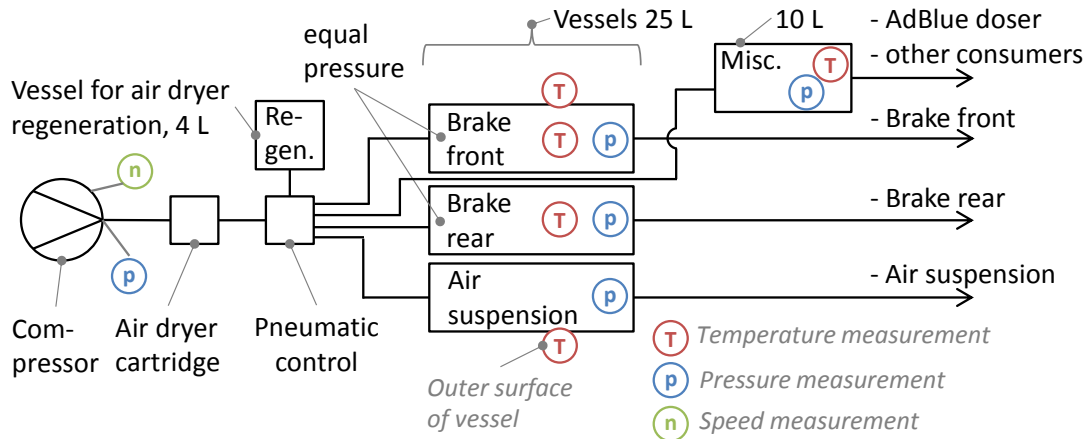 Vessels 25 L
10 L
- AdBlue doser
- other consumers
equal
pressure
Misc.
T
p
Vessel for air dryer
regeneration, 4 L
Re-
gen.
T
Brake
front
T
p
- Brake front
n
Brake
rear
T
p
- Brake rear
p
Air
suspension
p
- Air suspension
Com-
pressor
Air dryer
cartridge
Pneumatic
control
T
Outer surface
of vessel
T Temperature measurement
p Pressure measurement
n Speed measurement